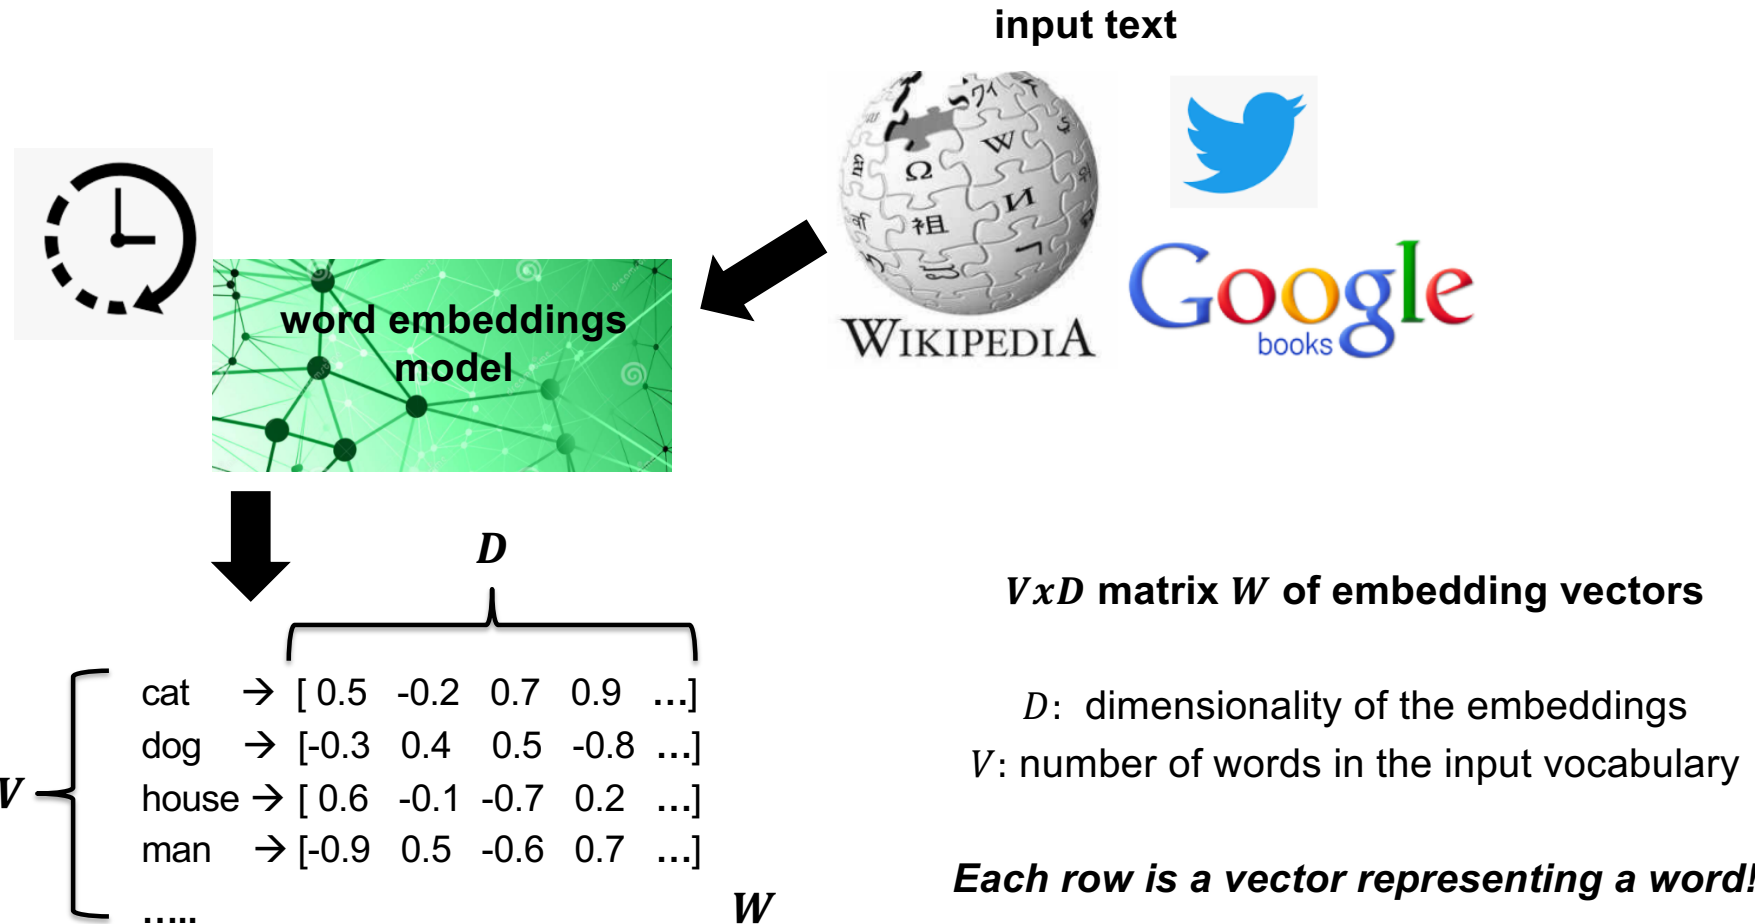 input text
WIKIPEDIA
Google
books
word embeddings
model
D
V
cat → [ 0.5 -0.2 0.7 0.9 ...]
dog → [-0.3 0.4 0.5 -0.8 ...]
house → [ 0.6 -0.1 -0.7 0.2 ...]
man → [-0.9 0.5 -0.6 0.7 ...]
.....
W
VxD matrix W of embedding vectors
D: dimensionality of the embeddings
V: number of words in the input vocabulary
Each row is a vector representing a word!